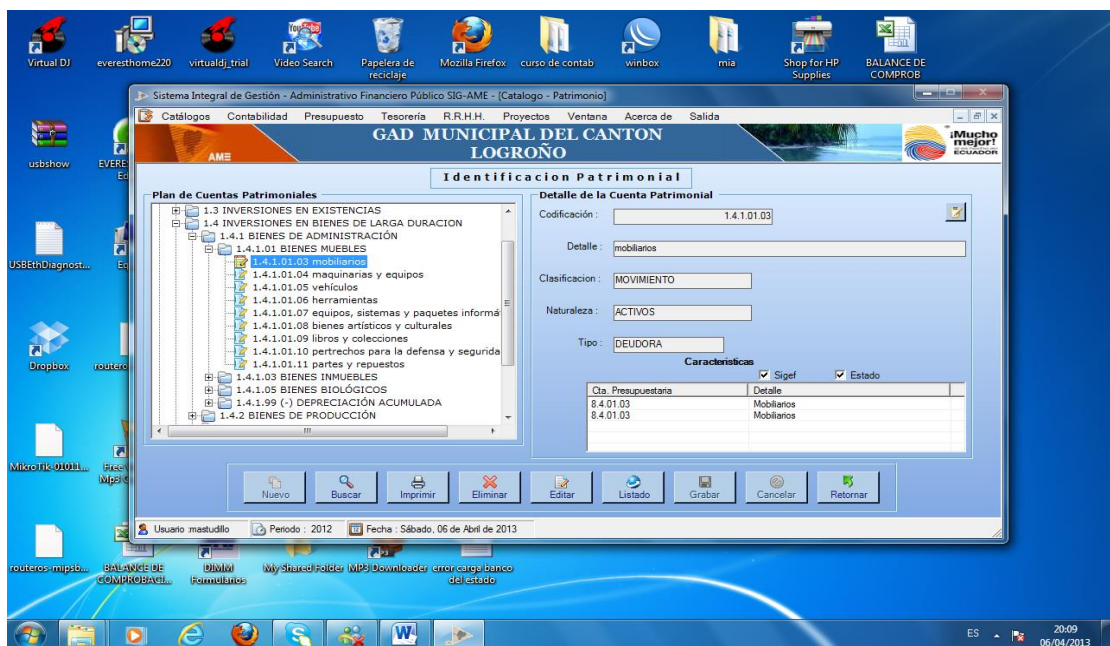 Virtual DJ
everesthome220
virtualdj_trial
Video Search
Papelera de
reciclaje
Mozilla Firefox
curso de contab
winbox
mia
Shop for HP
Supplies
BALANCE DE
COMPROB
usbshow
EVERE
Ed
USBEthDiagnost...
Eq
Dropbox
routero
MikroTik-01011...
Free
Mp3 C
routeros-mipsb...
BALANCE DE
COMPROBACI...
DIMM
Formularios
My Shared Folder
MP3 Downloader
error carga banco
del estado
Sistema Integral de Gestión - Administrativo Financiero Público SIG-AME - [Catalogo - Patrimonio]
Catálogos Contabilidad Presupuesto Tesorería R.R.H.H. Proyectos Ventana Acerca de Salida
AME
GAD MUNICIPAL DEL CANTON
LOGROÑO
¡Mucho
mejor!
ECUADOR
Identificacion Patrimonial
Plan de Cuentas Patrimoniales
1.3 INVERSIONES EN EXISTENCIAS
1.4 INVERSIONES EN BIENES DE LARGA DURACION
1.4.1 BIENES DE ADMINISTRACIÓN
1.4.1.01 BIENES MUEBLES
1.4.1.01.03 mobiliarios
1.4.1.01.04 maquinarias y equipos
1.4.1.01.05 vehículos
1.4.1.01.06 herramientas
1.4.1.01.07 equipos, sistemas y paquetes informá
1.4.1.01.08 bienes artísticos y culturales
1.4.1.01.09 libros y colecciones
1.4.1.01.10 pertrechos para la defensa y segurida
1.4.1.01.11 partes y repuestos
1.4.1.03 BIENES INMUEBLES
1.4.1.05 BIENES BIOLÓGICOS
1.4.1.99 (-) DEPRECIACIÓN ACUMULADA
1.4.2 BIENES DE PRODUCCIÓN
Detalle de la Cuenta Patrimonial
Codificación : 1.4.1.01.03
Detalle : mobiliarios
Clasificacion : MOVIMIENTO
Naturaleza : ACTIVOS
Tipo : DEUDORA
Caracteristicas
Sigef Estado
Cta. Presupuestaria Detalle
8.4.01.03 Mobiliarios
8.4.01.03 Mobiliarios
Nuevo Buscar Imprimir Eliminar Editar Listado Grabar Cancelar Retornar
Usuario :mastudillo Periodo : 2012 Fecha : Sábado, 06 de Abril de 2013
ES
20:09
06/04/2013